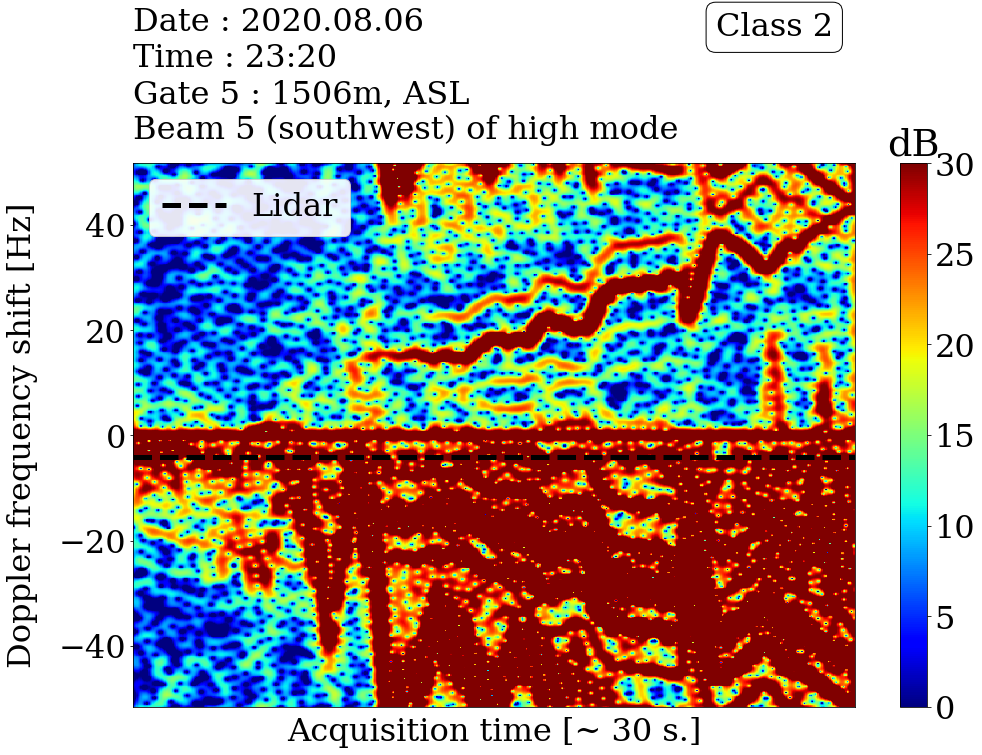 Date : 2020.08.06
Time : 23:20
Gate 5 : 1506m, ASL
Beam 5 (southwest) of high mode
Class 2
dB
Lidar
Doppler frequency shift [Hz]
40
20
0
−20
−40
30
25
20
15
10
5
0
Acquisition time [~ 30 s.]